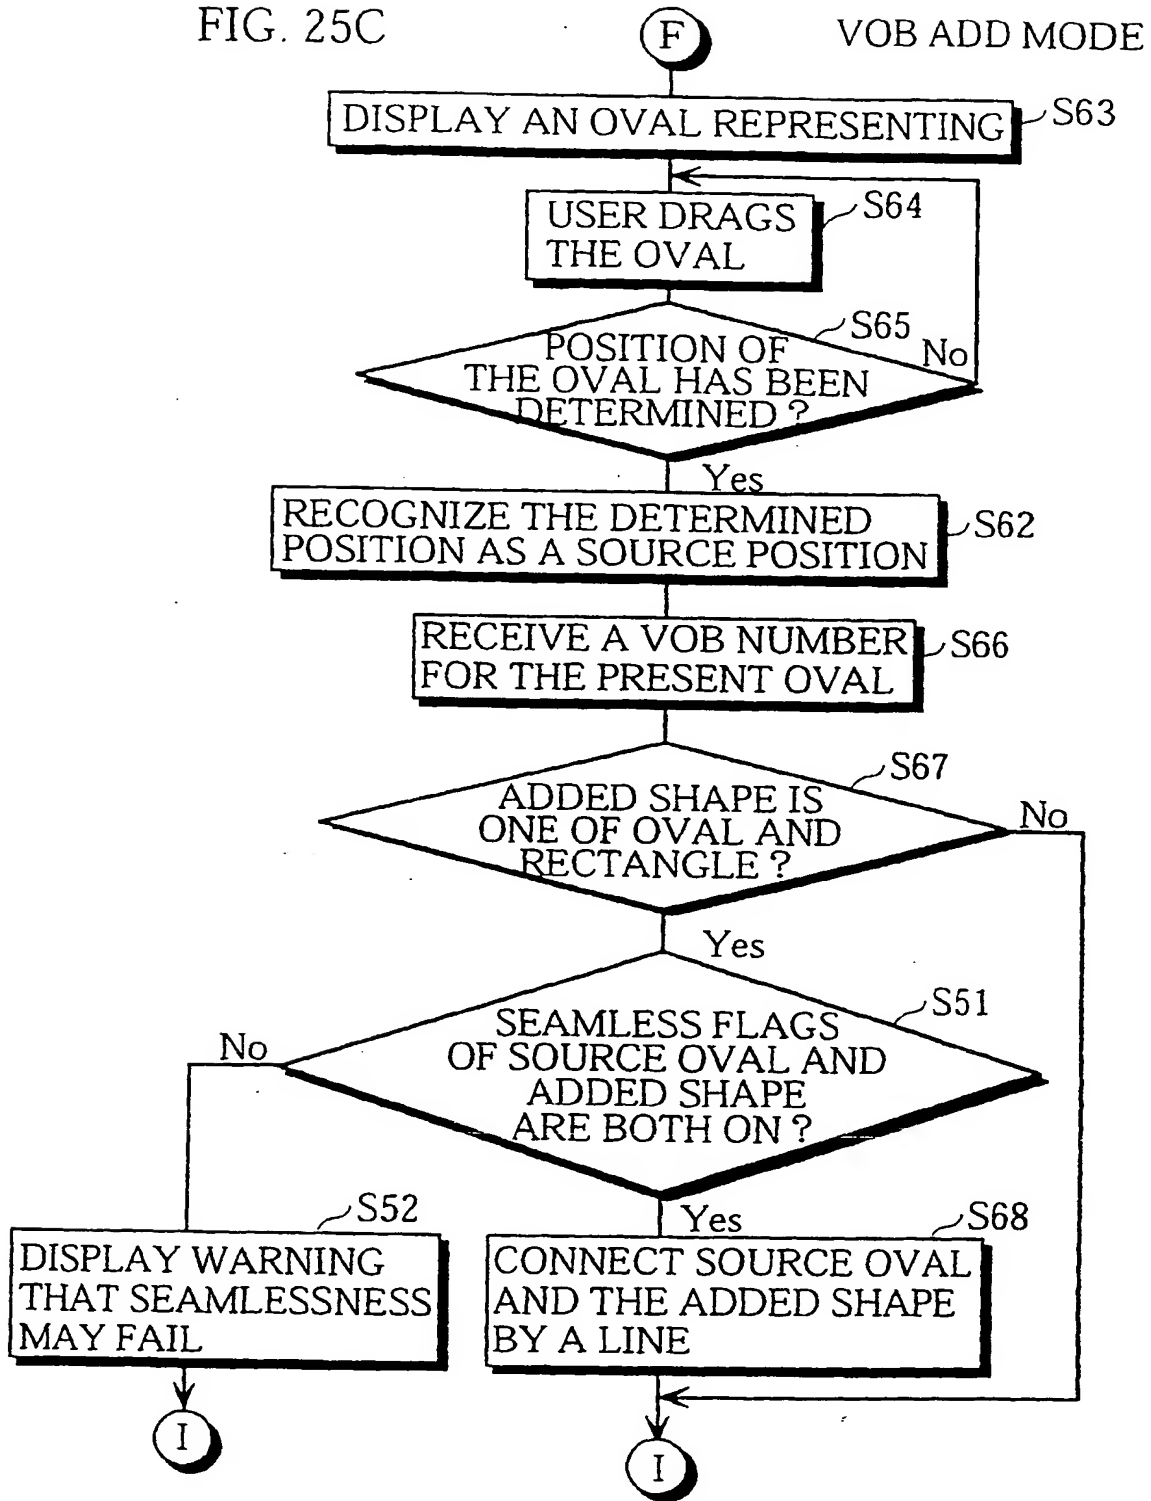 FIG. 25C
F
VOB ADD MODE
DISPLAY AN OVAL REPRESENTING
S63
USER DRAGS
THE OVAL
S64
POSITION OF
THE OVAL HAS BEEN
DETERMINED ?
S65
No
Yes
RECOGNIZE THE DETERMINED
POSITION AS A SOURCE POSITION
S62
RECEIVE A VOB NUMBER
FOR THE PRESENT OVAL
S66
ADDED SHAPE IS
ONE OF OVAL AND
RECTANGLE ?
S67
No
Yes
SEAMLESS FLAGS
OF SOURCE OVAL AND
ADDED SHAPE
ARE BOTH ON ?
S51
No
Yes
DISPLAY WARNING
THAT SEAMLESSNESS
MAY FAIL
S52
CONNECT SOURCE OVAL
AND THE ADDED SHAPE
BY A LINE
S68
I
I